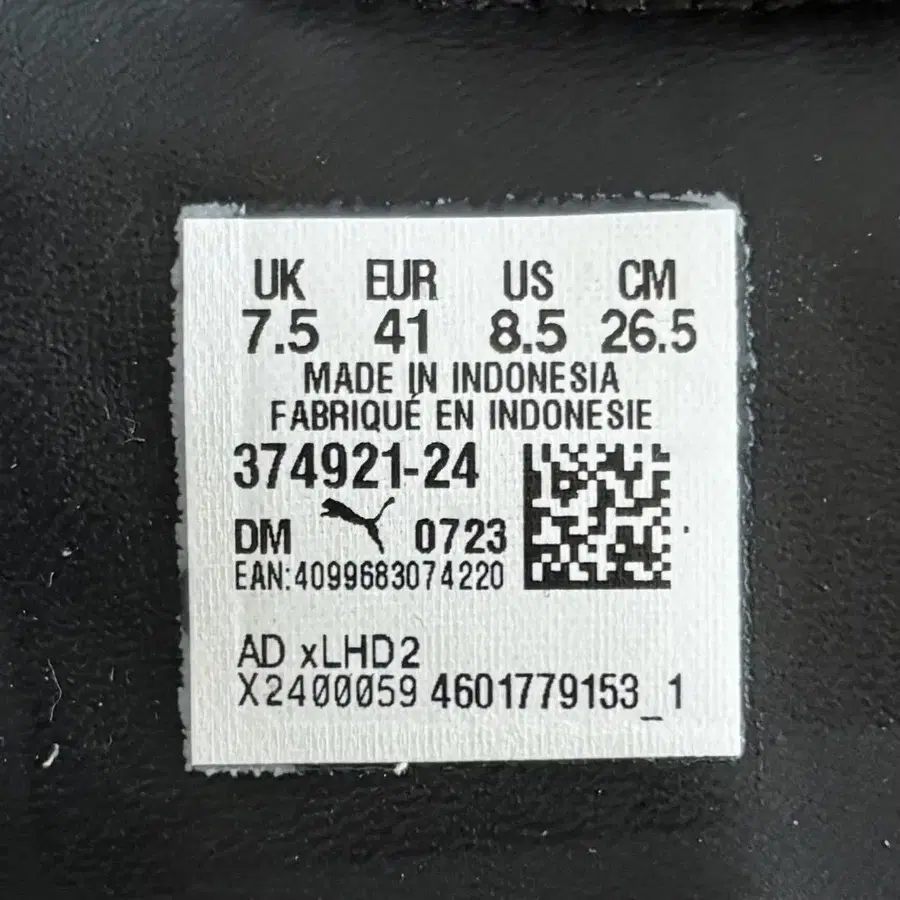 UK EUR US CM
7.5 41 8.5 26.5
MADE IN INDONESIA
FABRIQUÉ EN INDONESIE
374921-24
DM 0723
EAN:4099683074220
AD xLHD2
X2400059 4601779153_1